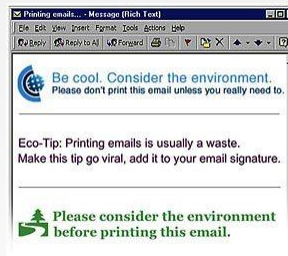 Printing emails... - Message (Rich Text)
File Edit View Insert Format Tools Actions Help
Reply Reply to All Forward
Be cool. Consider the environment.
Please don't print this email unless you really need to.
Eco-Tip: Printing emails is usually a waste.
Make this tip go viral, add it to your email signature.
Please consider the environment
before printing this email.